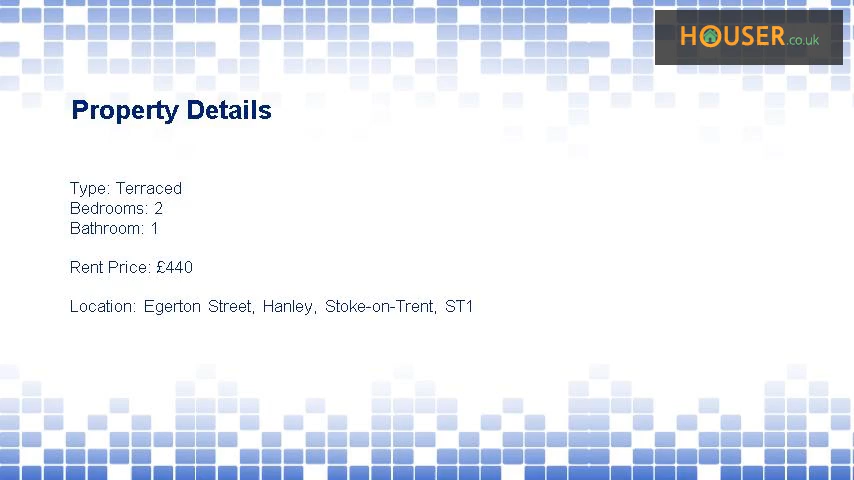 HOUSER.co.uk
Property Details
Type: Terraced
Bedrooms: 2
Bathroom: 1
Rent Price: £440
Location: Egerton Street, Hanley, Stoke-on-Trent, ST1